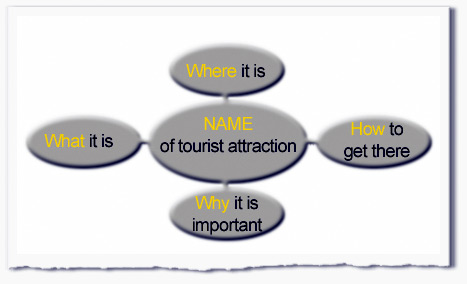 Where it is
NAME
of tourist attraction
What it is
How to
get there
Why it is
important